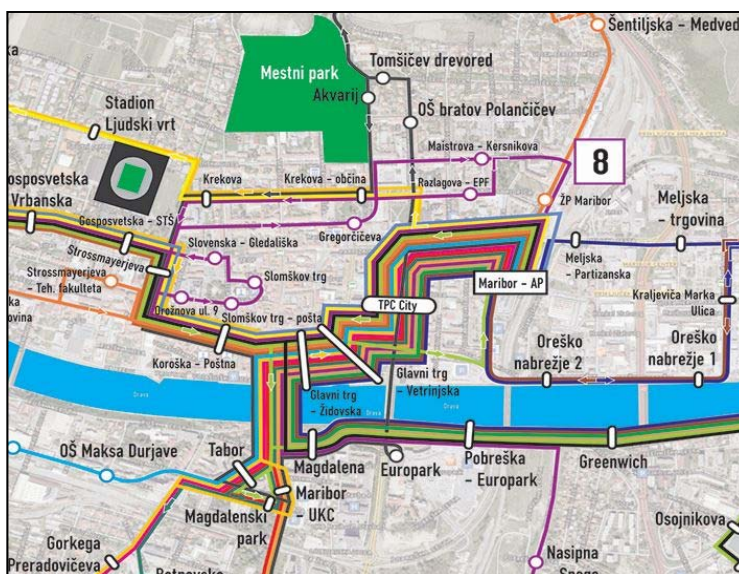 Šentiljska - Medved
Tomšičev drevored
Mestni park
Akvarij
OŠ bratov Polančičev
Stadion
Ljudski vrt
Maistrova - Kersnikova
8
Krekova
Krekova - občina
Razlagova - EPF
ŽP Maribor
osposvetska
Vrbanska
Gosposvetska - STŠ
Gregorčičeva
Meljska -
trgovina
Slovenska - Gledališka
Strossmayerjeva
Meljska -
Partizanska
Strossmayerjeva
- Teh. fakulteta
Slomškov trg
Maribor - AP
Kraljeviča Marka
Ulica
ovina
Orožnova ul. 9
Slomškov trg - pošta
TPC City
Oreško
nabrežje 2
Oreško
nabrežje 1
Koroška - Poštna
Glavni trg
- Vetrinjska
Glavni trg
- Židovska
Drava
Drava
Drava
OŠ Maksa Durjave
Tabor
Magdalena
Europark
Pobreška
- Europark
Greenwich
Maribor
- UKC
Magdalenski
park
Osojnikova
Gorkega
Preradovičeva
Nasipna